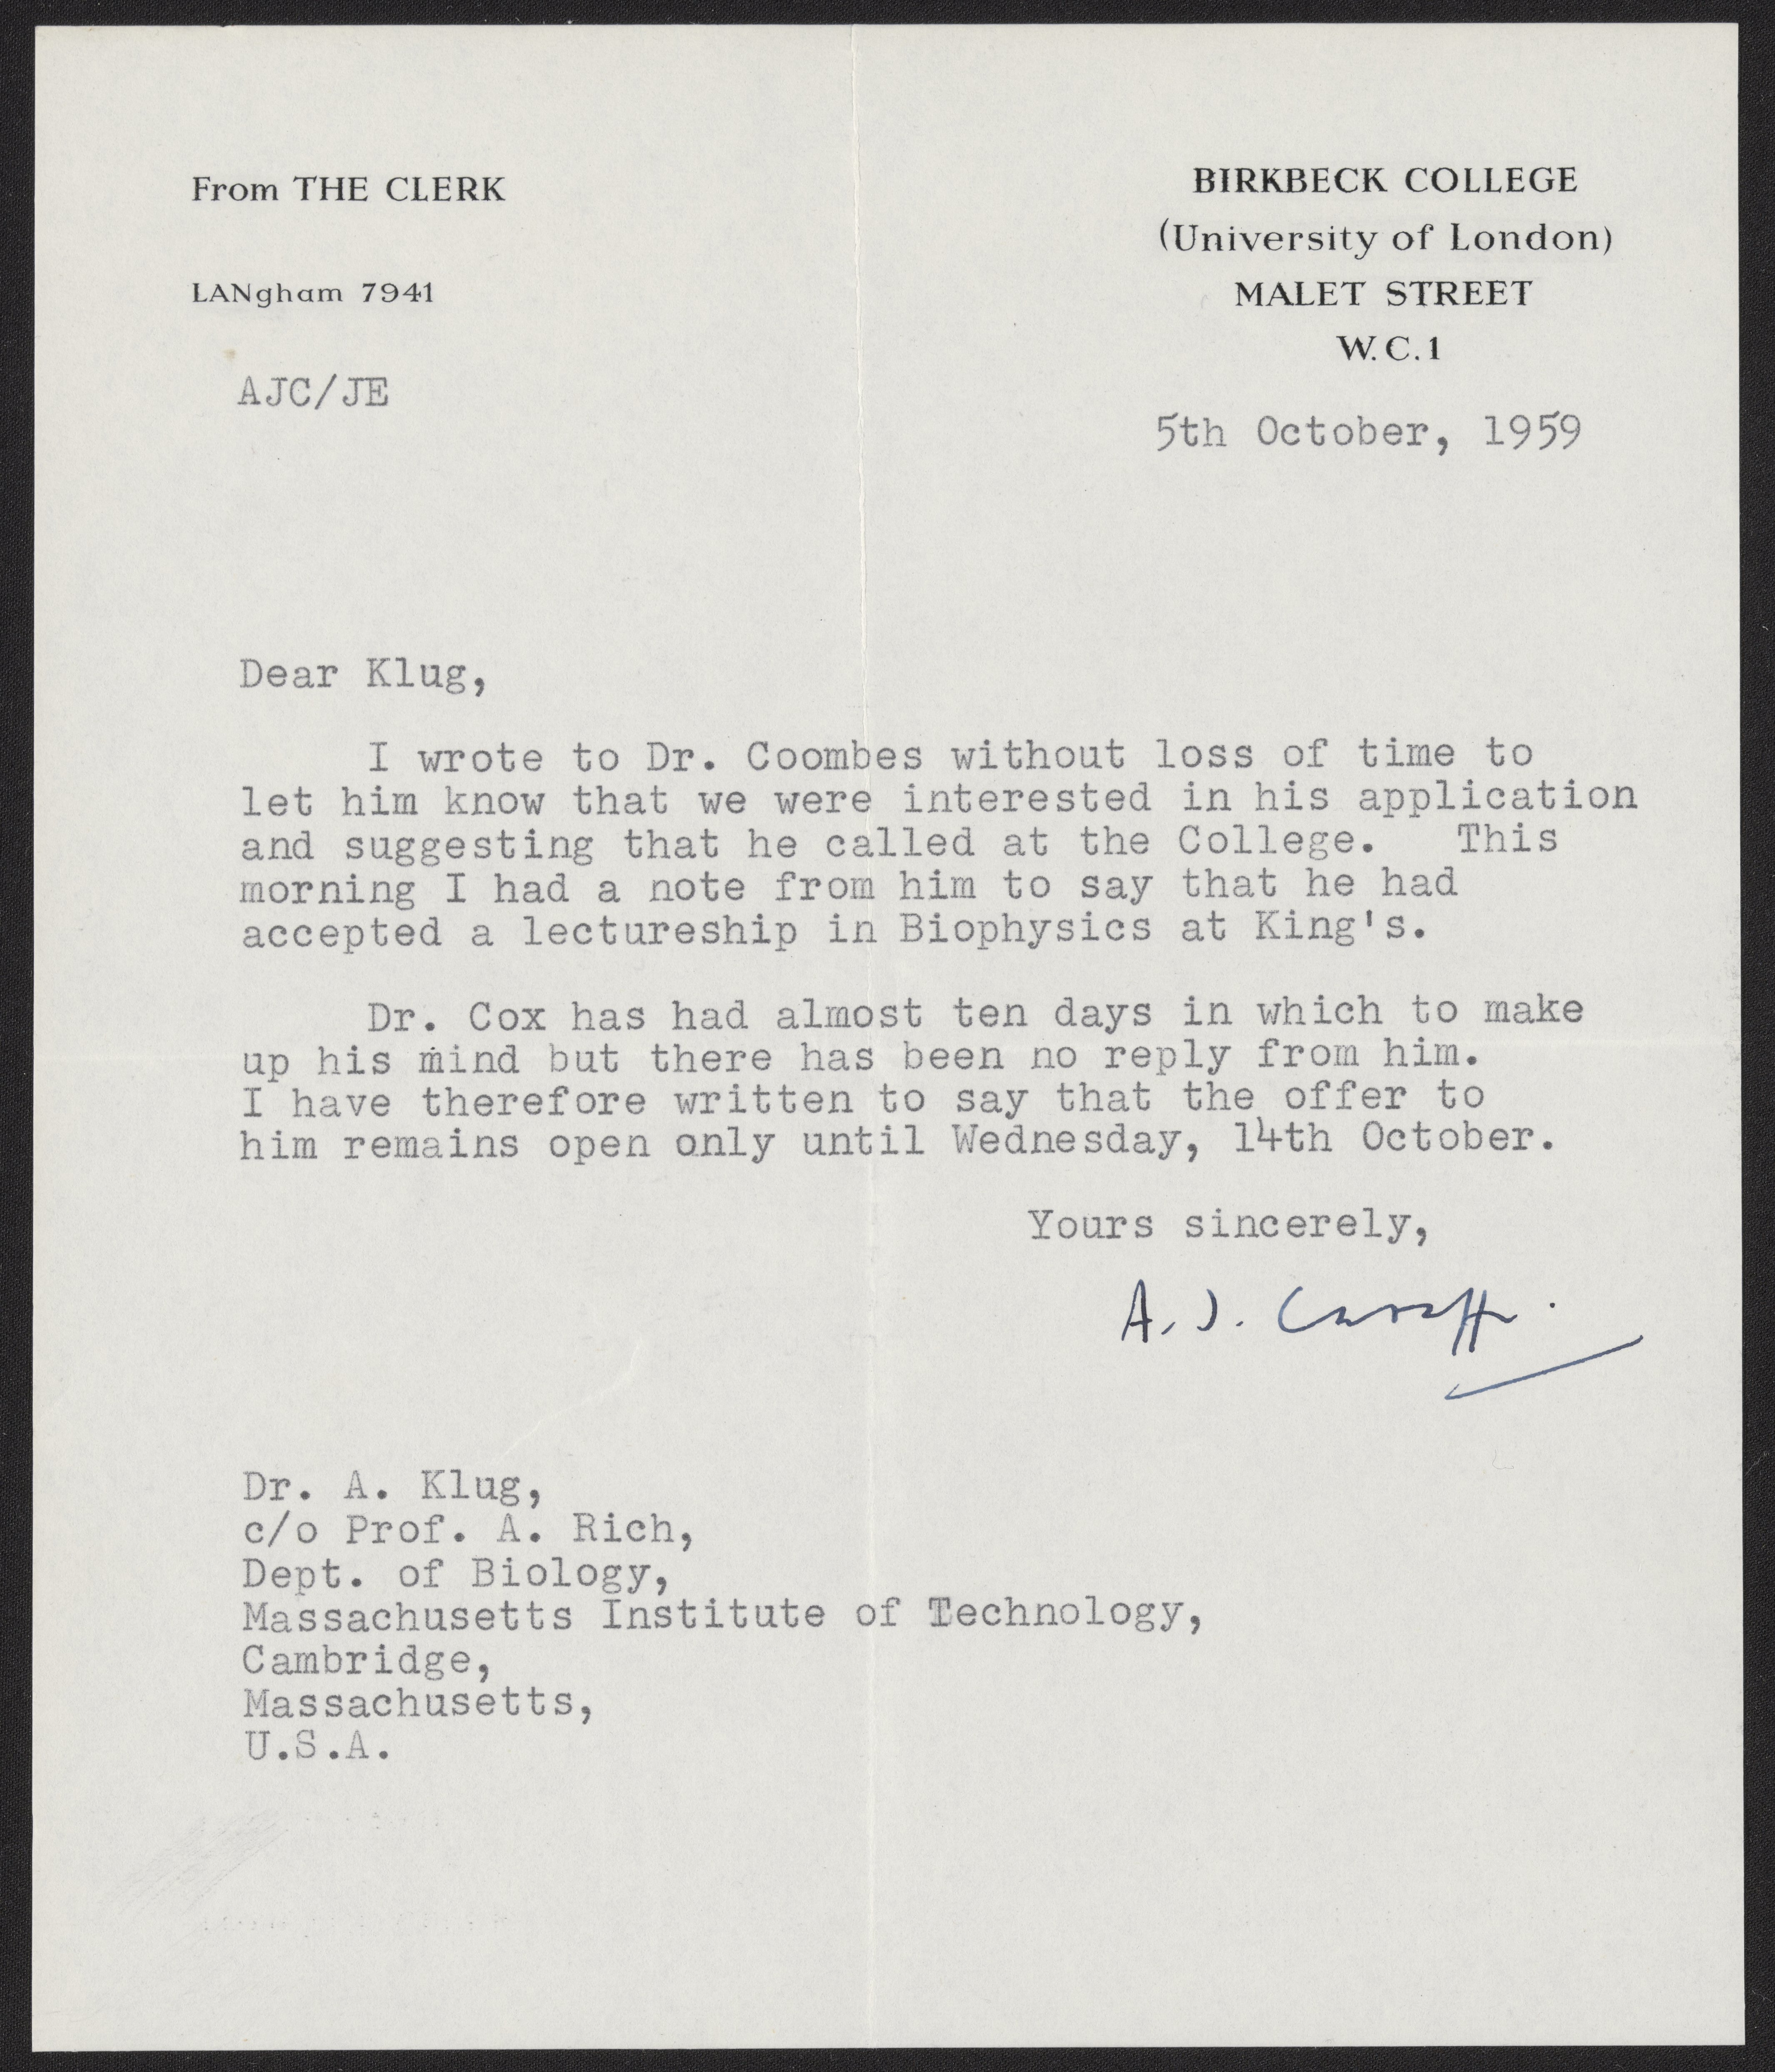 From THE CLERK
LANgham 7941
BIRKBECK COLLEGE
(University of London)
MALET STREET
W.C.1
AJC/JE
5th October, 1959
Dear Klug,
I wrote to Dr. Coombes without loss of time to
let him know that we were interested in his application
and suggesting that he called at the College. This
morning I had a note from him to say that he had
accepted a lectureship in Biophysics at King's.
Dr. Cox has had almost ten days in which to make
up his mind but there has been no reply from him.
I have therefore written to say that the offer to
him remains open only until Wednesday, 14th October.
Yours sincerely,
A. J.
Dr. A. Klug,
c/o Prof. A. Rich,
Dept. of Biology,
Massachusetts Institute of Technology,
Cambridge,
Massachusetts,
U.S.A.